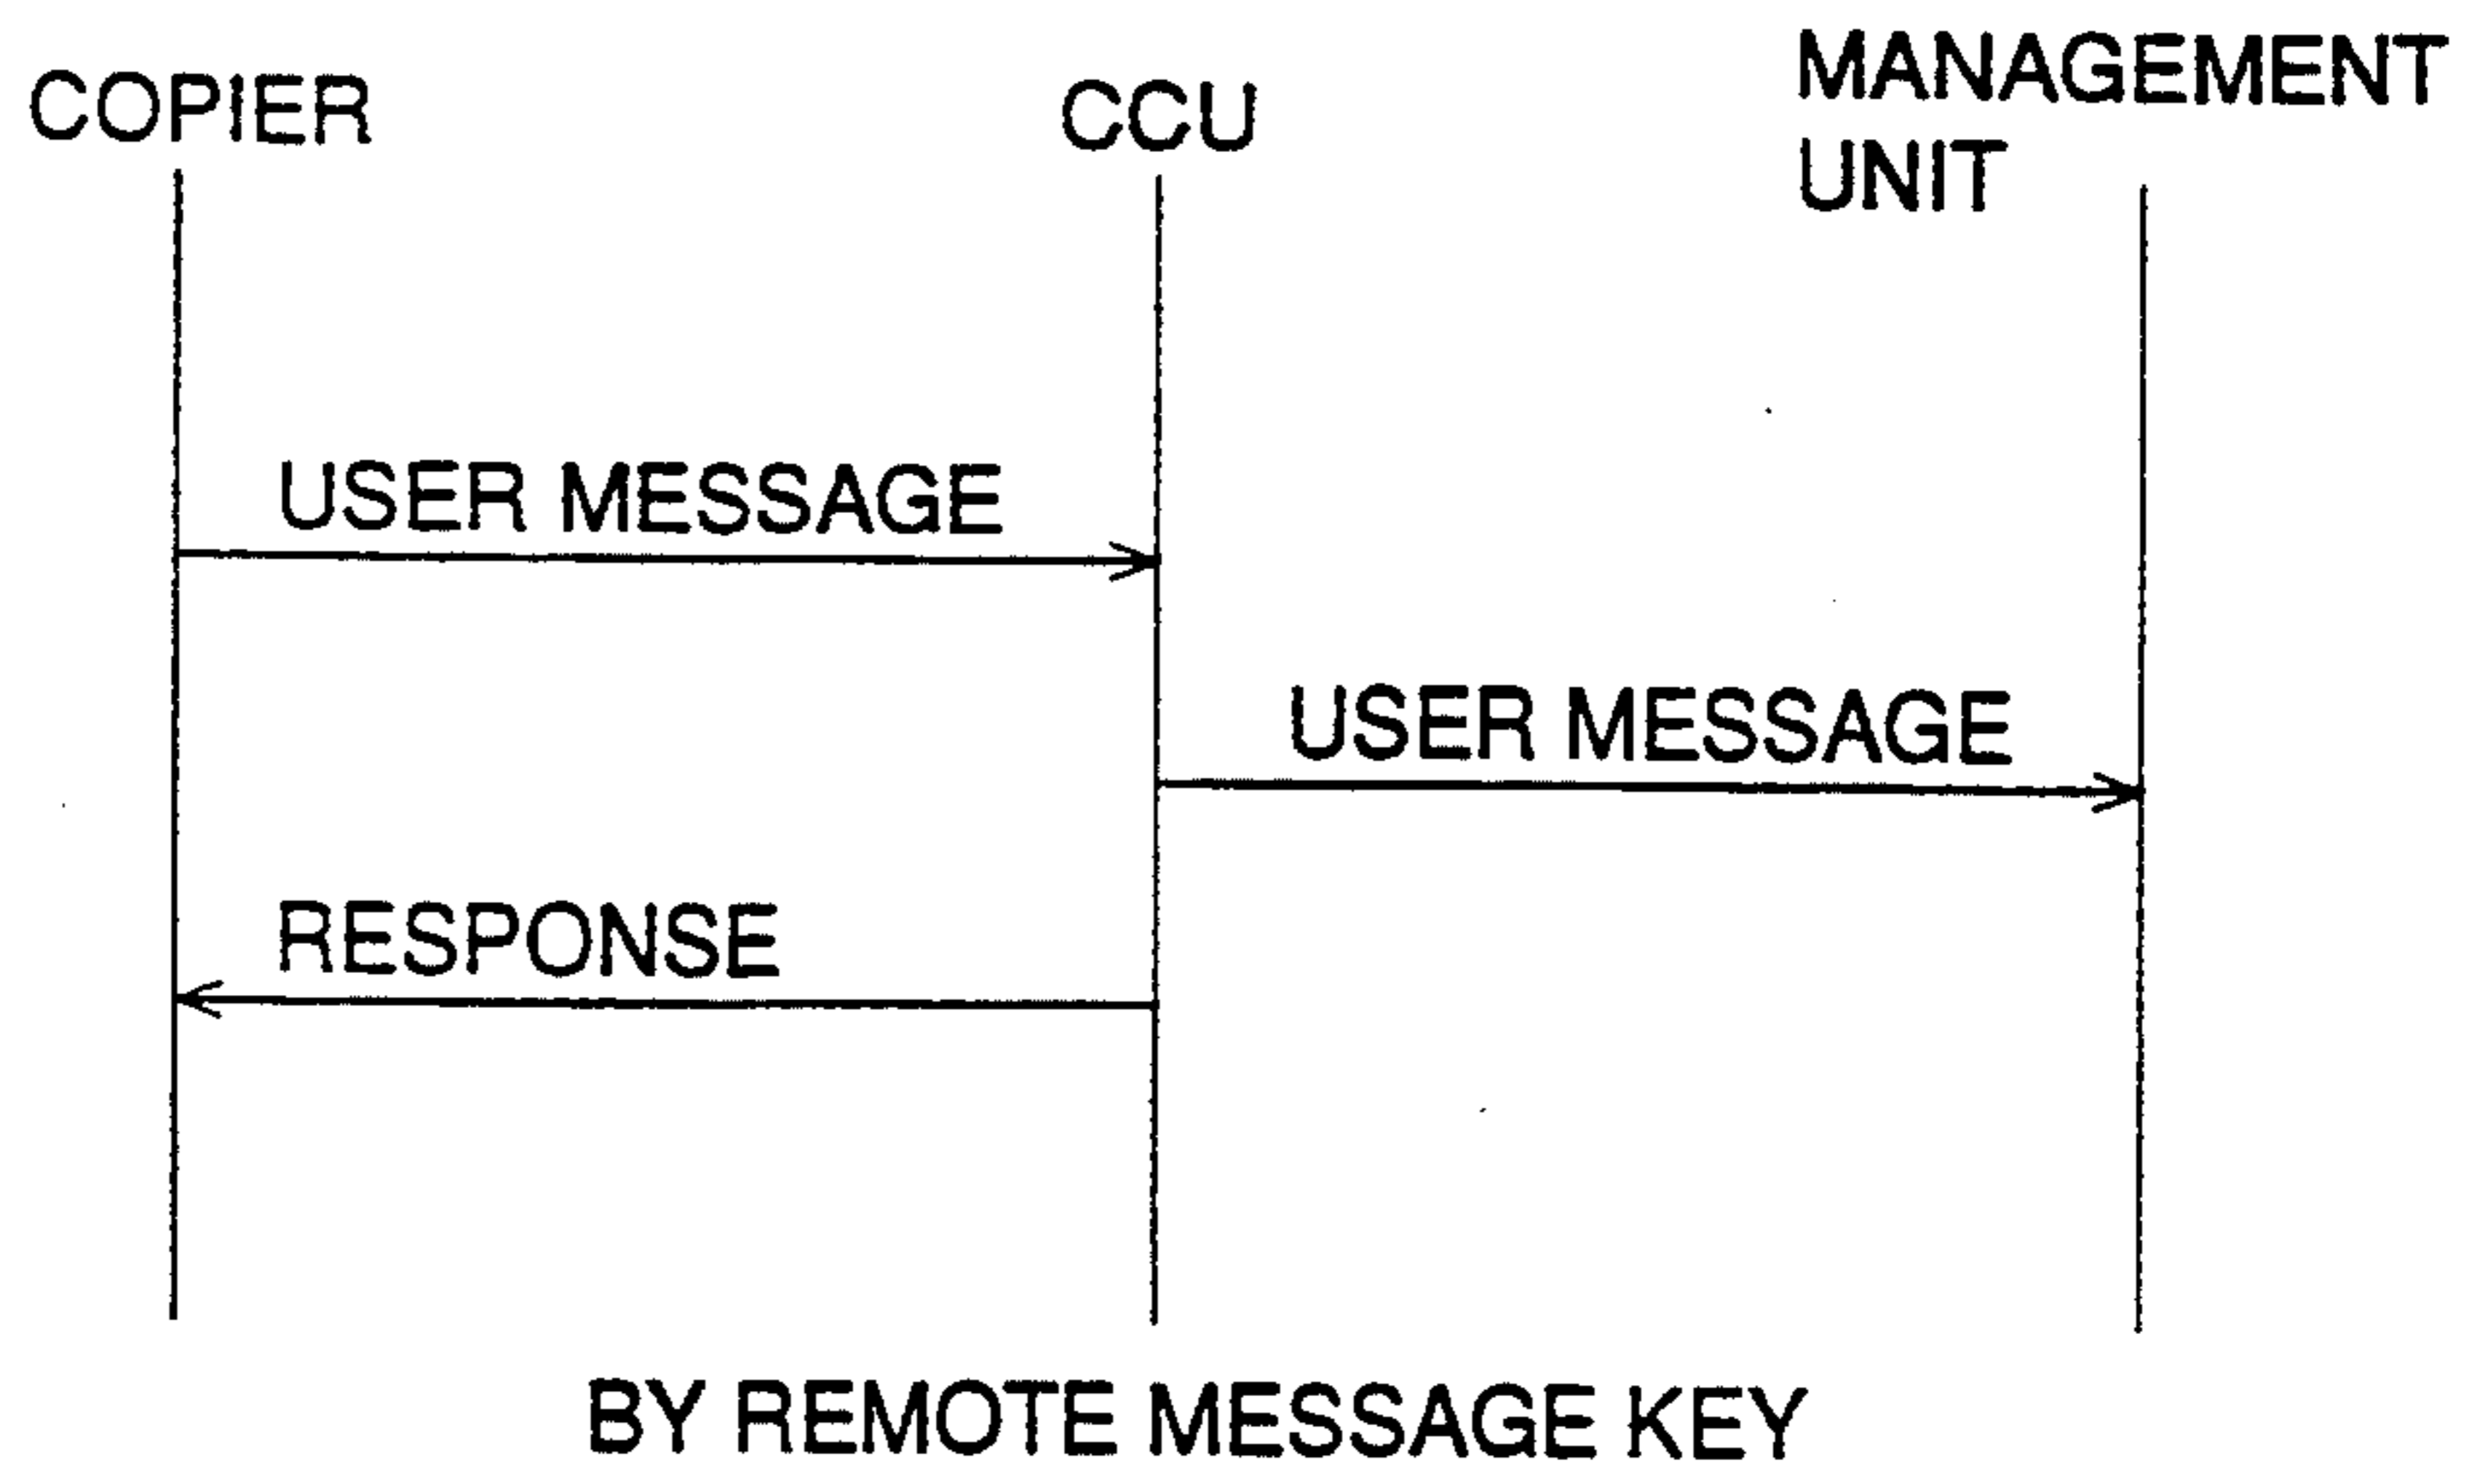 COPIER
CCU
MANAGEMENT
UNIT
USER MESSAGE
USER MESSAGE
RESPONSE
BY REMOTE MESSAGE KEY